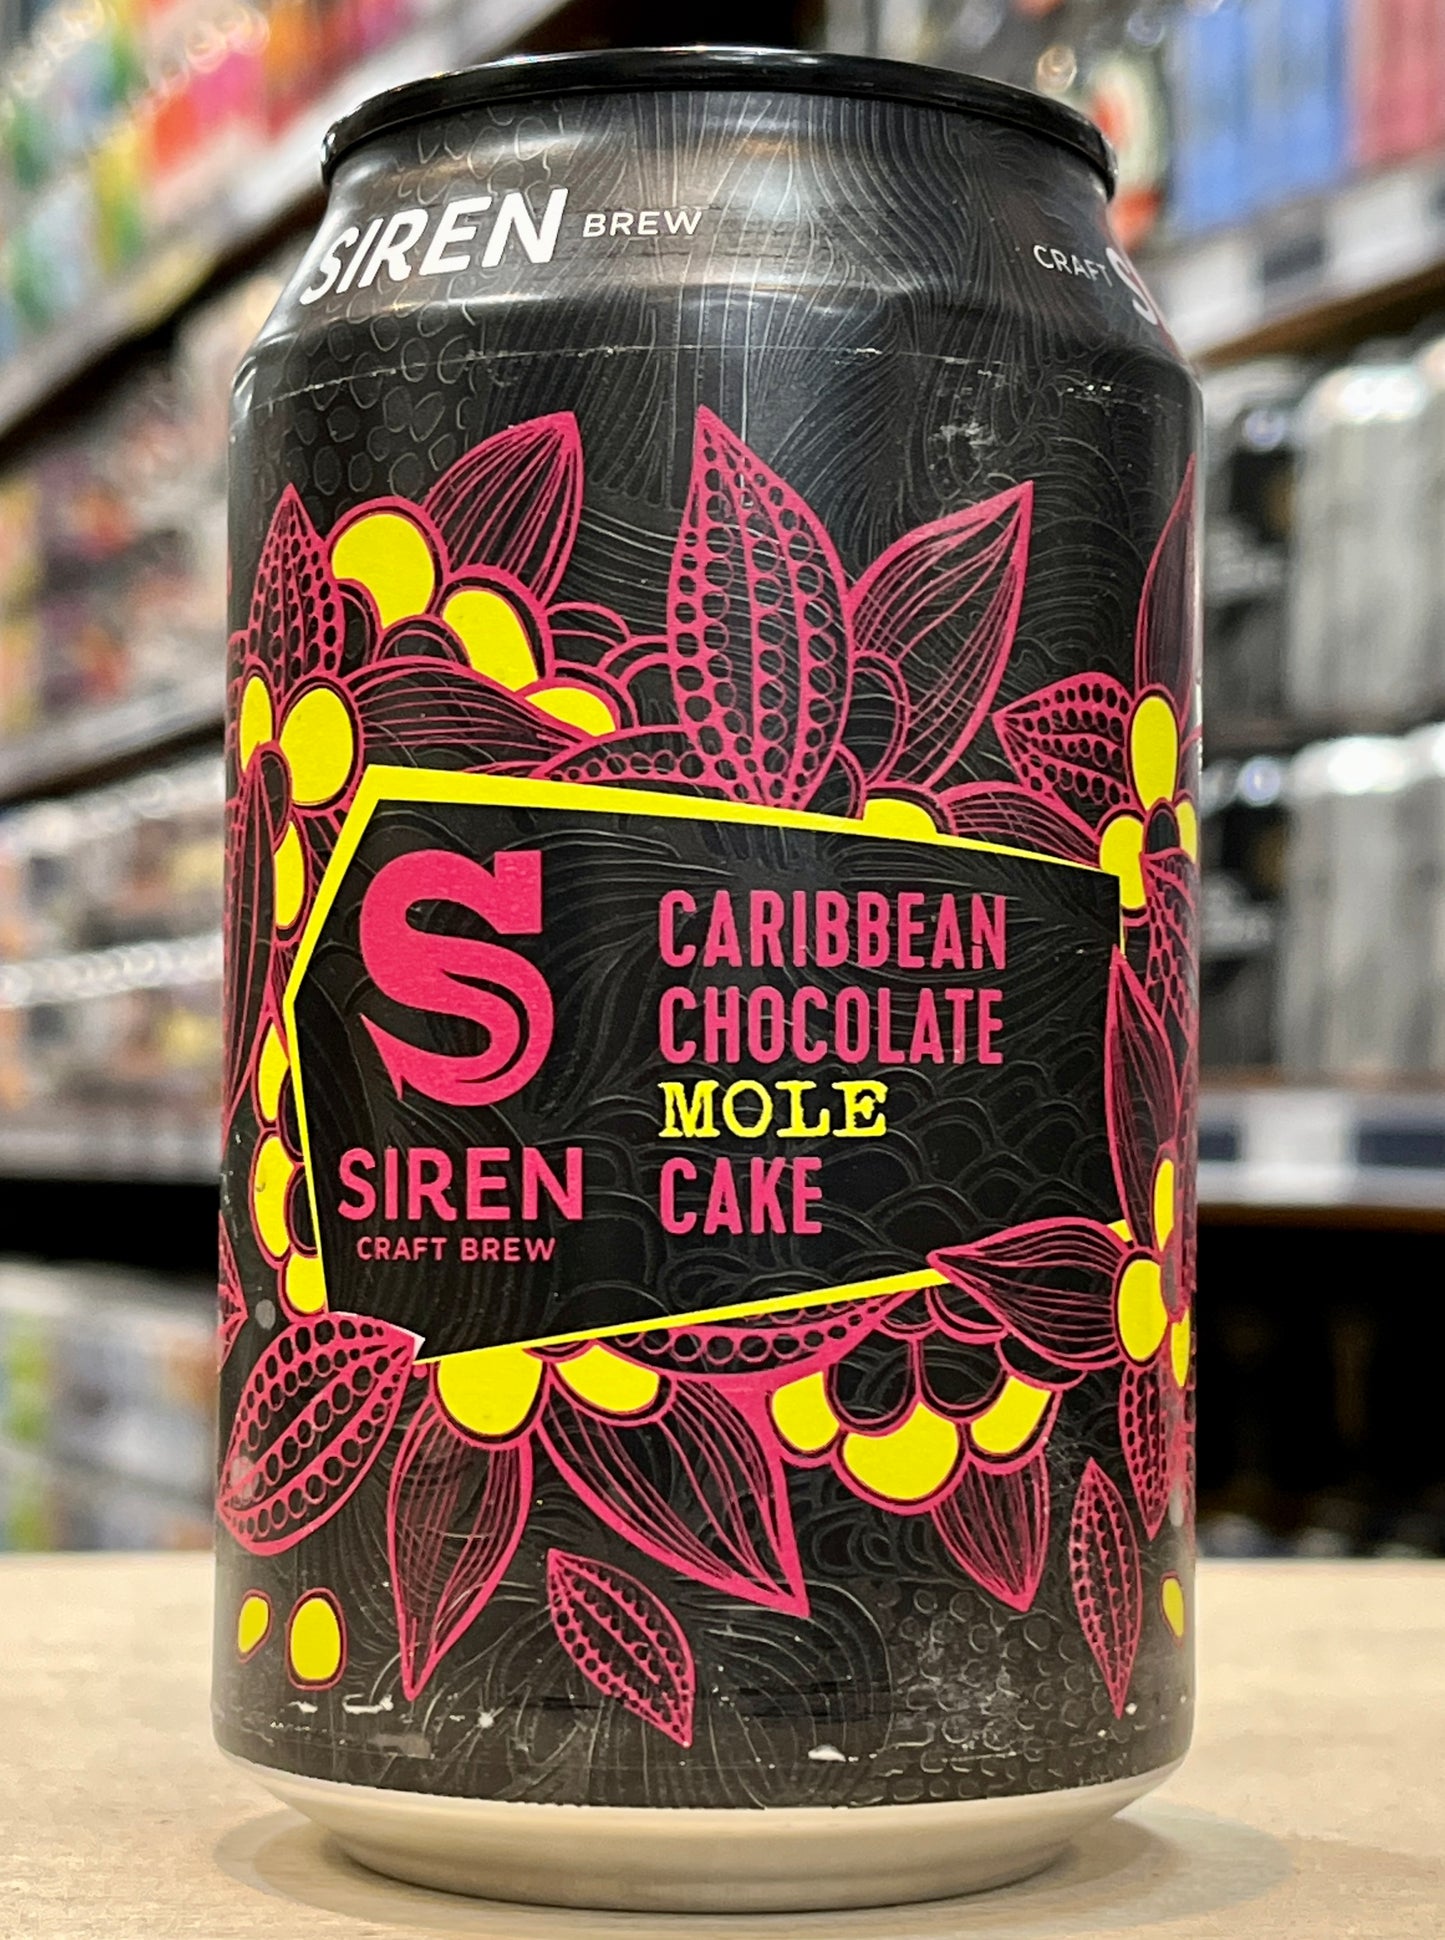 SIREN BREW
CRAFT
S
SIREN
CRAFT BREW
CARIBBEAN
CHOCOLATE
MOLE
CAKE